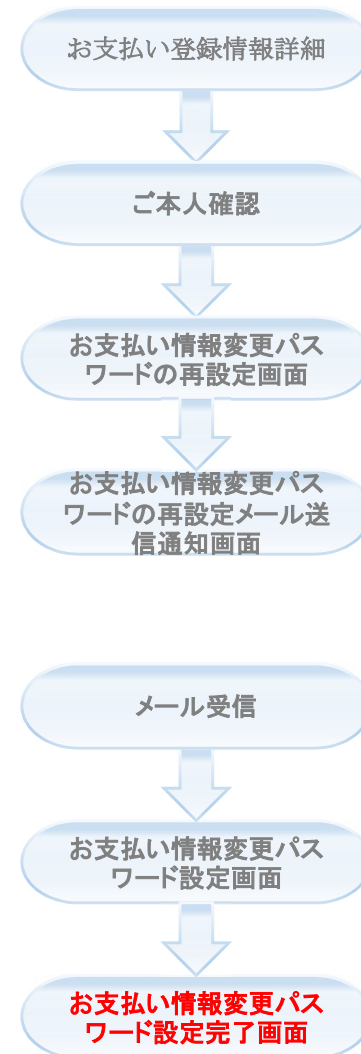 お支払い登録情報詳細
ご本人確認
お支払い情報変更パス
ワードの再設定画面
お支払い情報変更パス
ワードの再設定メール送
信通知画面
メール受信
お支払い情報変更パス
ワード設定画面
お支払い情報変更パス
ワード設定完了画面